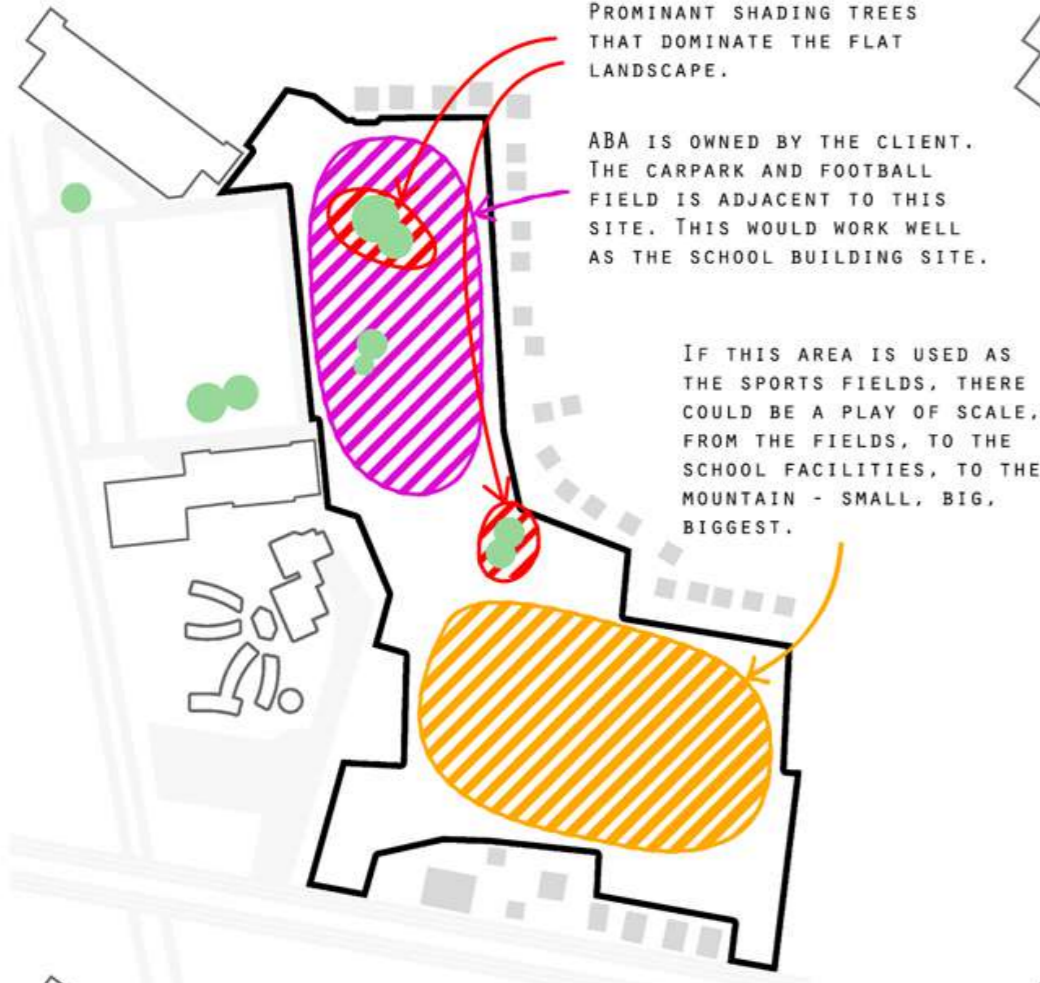 PROMINANT SHADING TREES
THAT DOMINATE THE FLAT
LANDSCAPE.
ABA IS OWNED BY THE CLIENT.
THE CARPARK AND FOOTBALL
FIELD IS ADJACENT TO THIS
SITE. THIS WOULD WORK WELL
AS THE SCHOOL BUILDING SITE.
IF THIS AREA IS USED AS
THE SPORTS FIELDS, THERE
COULD BE A PLAY OF SCALE,
FROM THE FIELDS, TO THE
SCHOOL FACILITIES, TO THE
MOUNTAIN - SMALL, BIG,
BIGGEST.